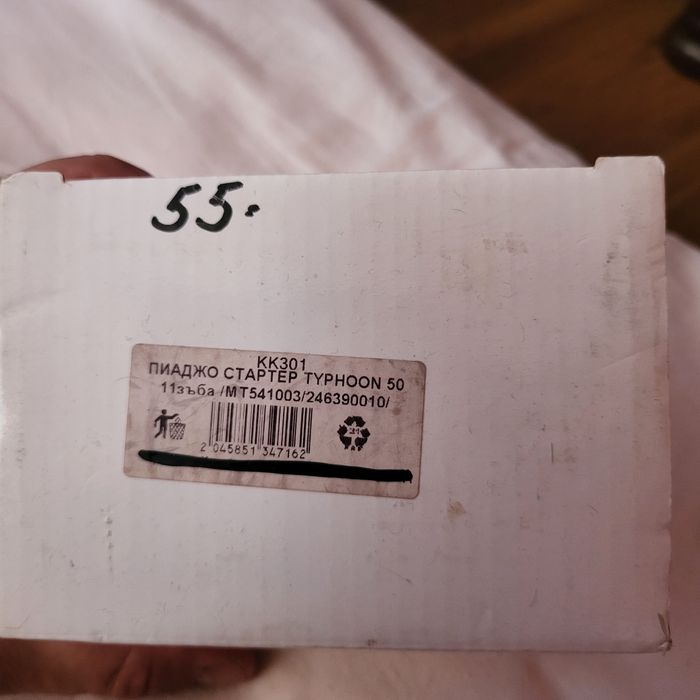 55.
KK301
ПИАДЖО СТАРТЕР TYPHOON 50
11зъба /MT541003/246390010/
2 045851 347162